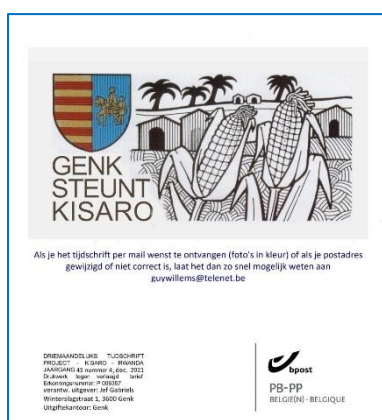 GENK
STEUNT
KISARO
Als je het tijdschrift per mail wenst te ontvangen (foto's in kleur) of als je postadres
gewijzigd of niet correct is, laat het dan zo snel mogelijk weten aan
guywillems@telenet.be
DRIEMAANDELIJKS TIJDSCHRIFT
PROJECT - KISARO - RWANDA
JAARGANG 45 nummer 4, dec. 2021
Drukwerk tegen verlaagd tarief
Erkenningsnummer: P 006367
verantw. uitgever: Jef Gabriels
Winterslagstraat 1, 3600 Genk
Uitgiftekantoor: Genk
bpost
PB-PP
BELGIE(N) - BELGIQUE